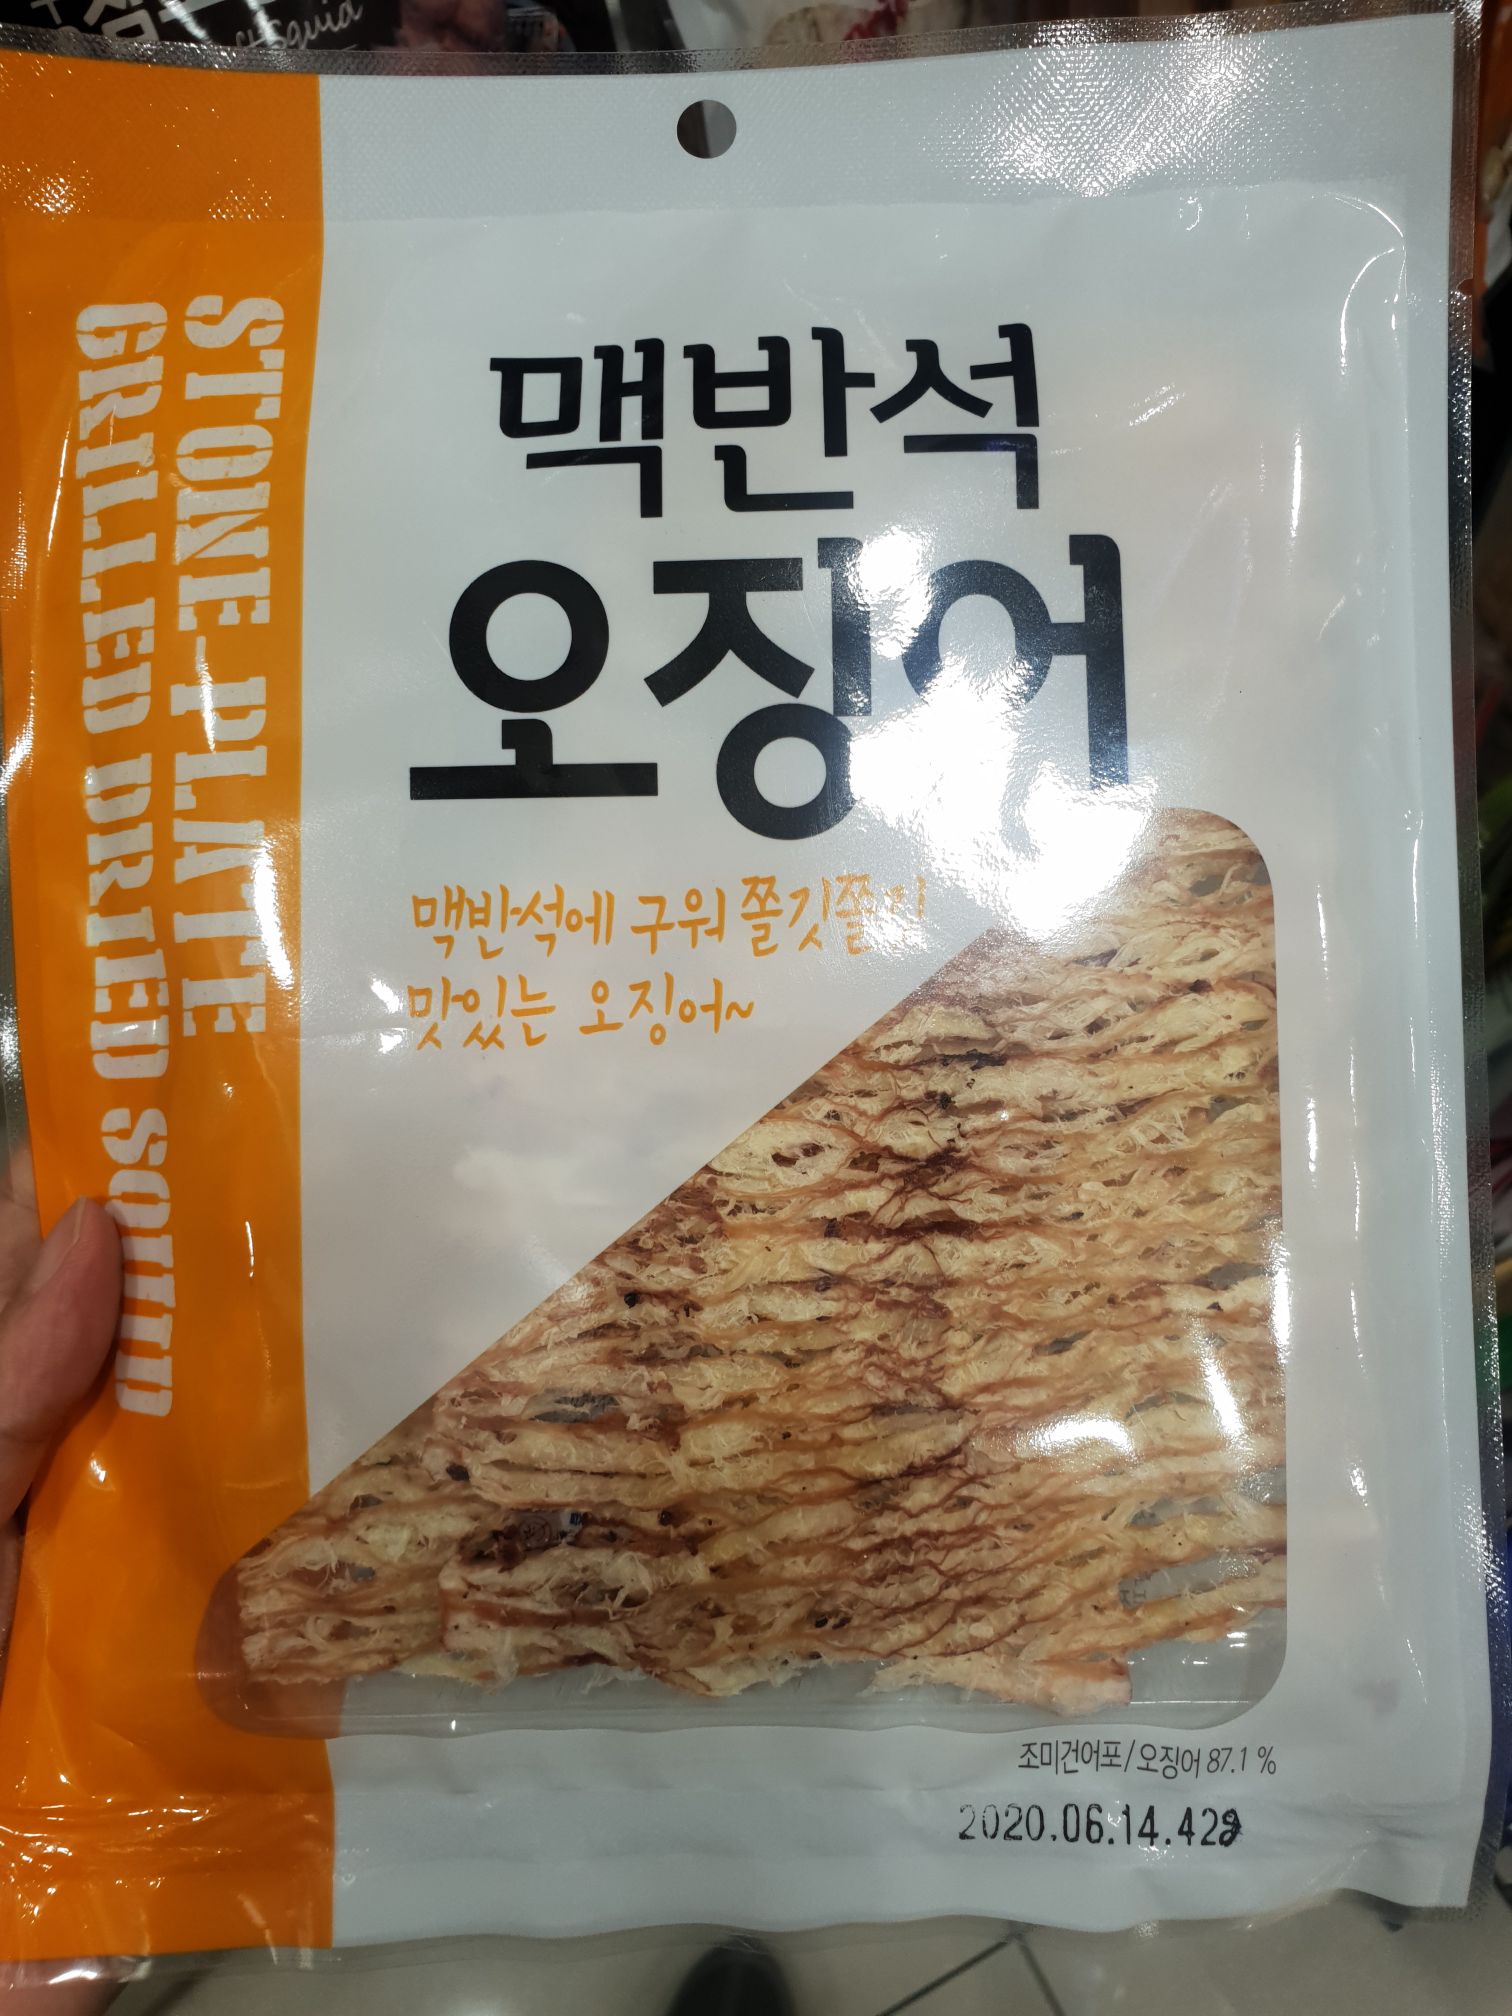 Squid
STONE PLATE
GRILLED DRIED SQUID
맥반석
오징어
맥반석에 구워 쫄깃쫄깃
맛있는 오징어~
조미건어포/오징어 87.1 %
2020.06.14.42g